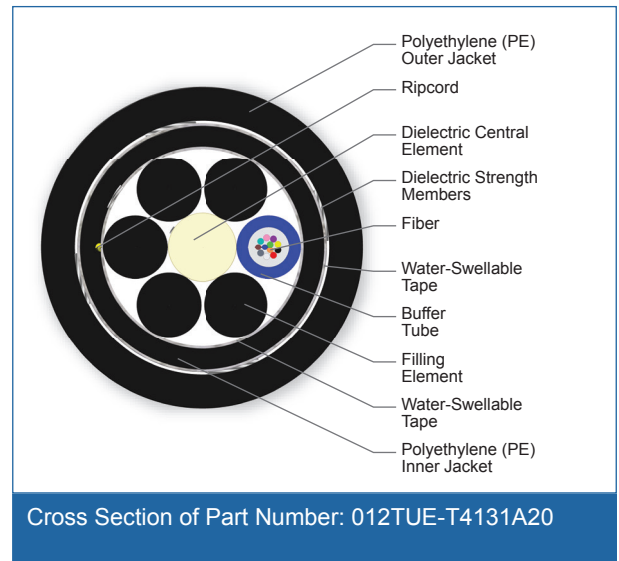 Polyethylene (PE)
Outer Jacket
Ripcord
Dielectric Central
Element
Dielectric Strength
Members
Fiber
Water-Swellable
Tape
Buffer
Tube
Filling
Element
Water-Swellable
Tape
Polyethylene (PE)
Inner Jacket
Cross Section of Part Number: 012TUE-T4131A20